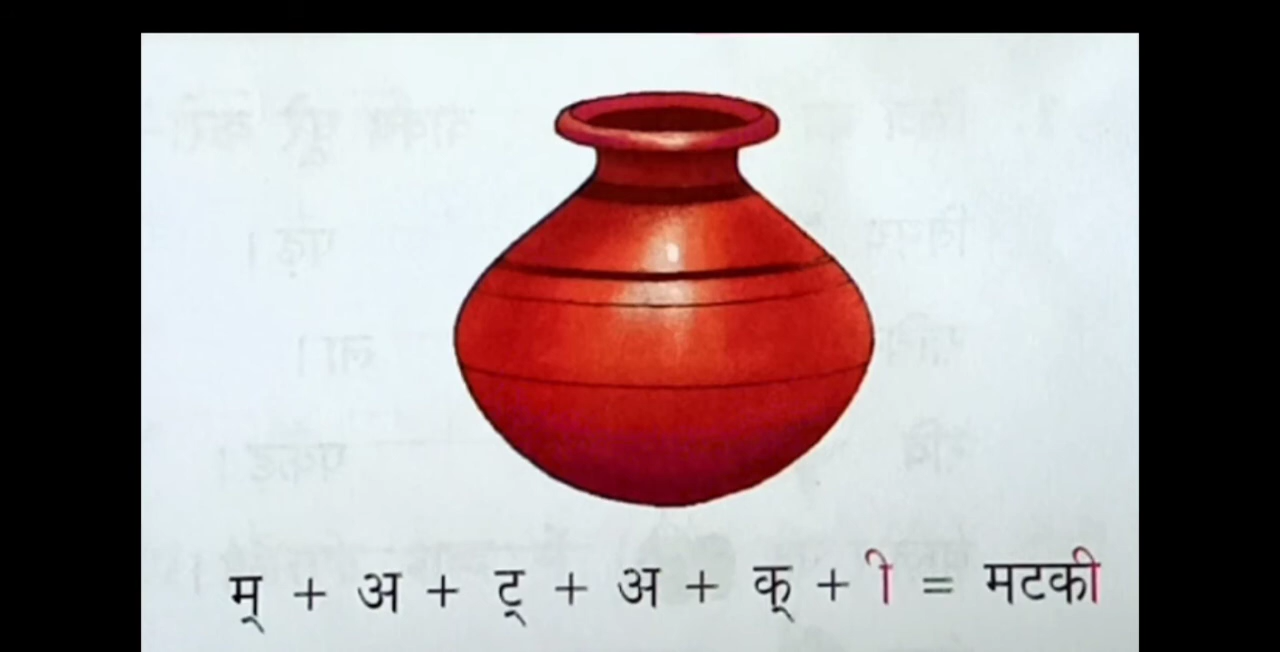 म् + अ + ट् + अ + क् + ी = मटकी